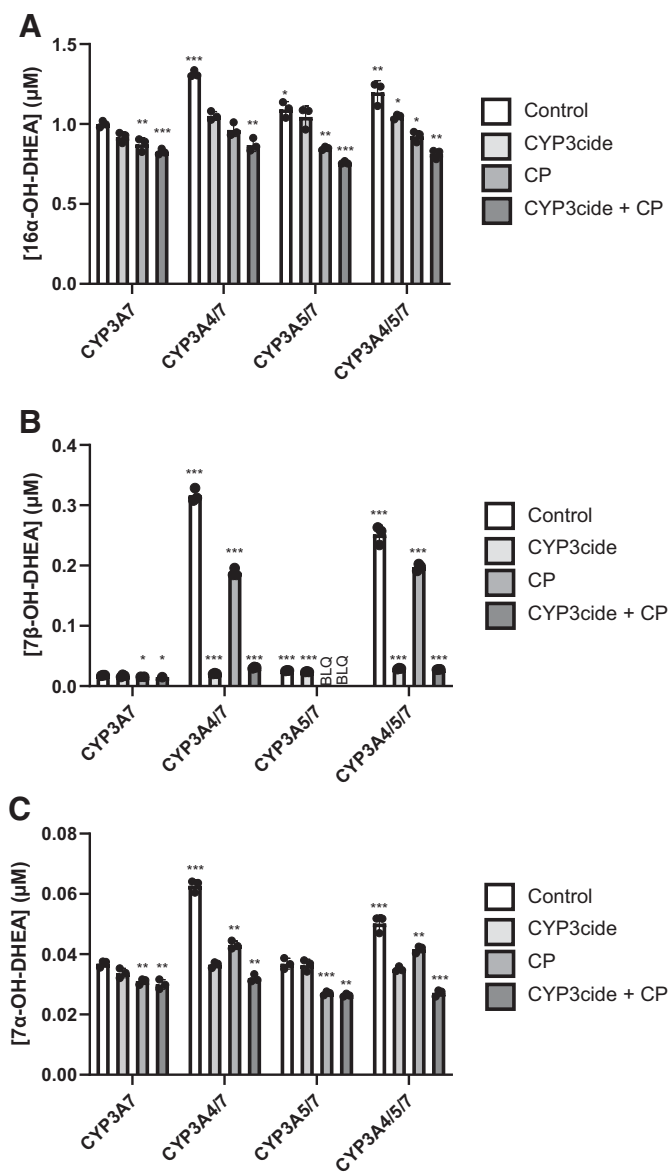 A
[16α-OH-DHEA] (μM)
1.5
1.0
0.5
0.0
** ***
***
**
*
** ***
**
*
*
**
CYP3A7
CYP3A4/7
CYP3A5/7
CYP3A4/5/7
Control
CYP3cide
CP
CYP3cide + CP
B
[7β-OH-DHEA] (μM)
0.4
0.3
0.2
0.1
0.0
* *
***
***
***
***
*** ***
BLQ
BLQ
***
***
***
***
CYP3A7
CYP3A4/7
CYP3A5/7
CYP3A4/5/7
Control
CYP3cide
CP
CYP3cide + CP
C
[7α-OH-DHEA] (μM)
0.08
0.06
0.04
0.02
0.00
** **
***
**
**
*** **
***
**
***
CYP3A7
CYP3A4/7
CYP3A5/7
CYP3A4/5/7
Control
CYP3cide
CP
CYP3cide + CP